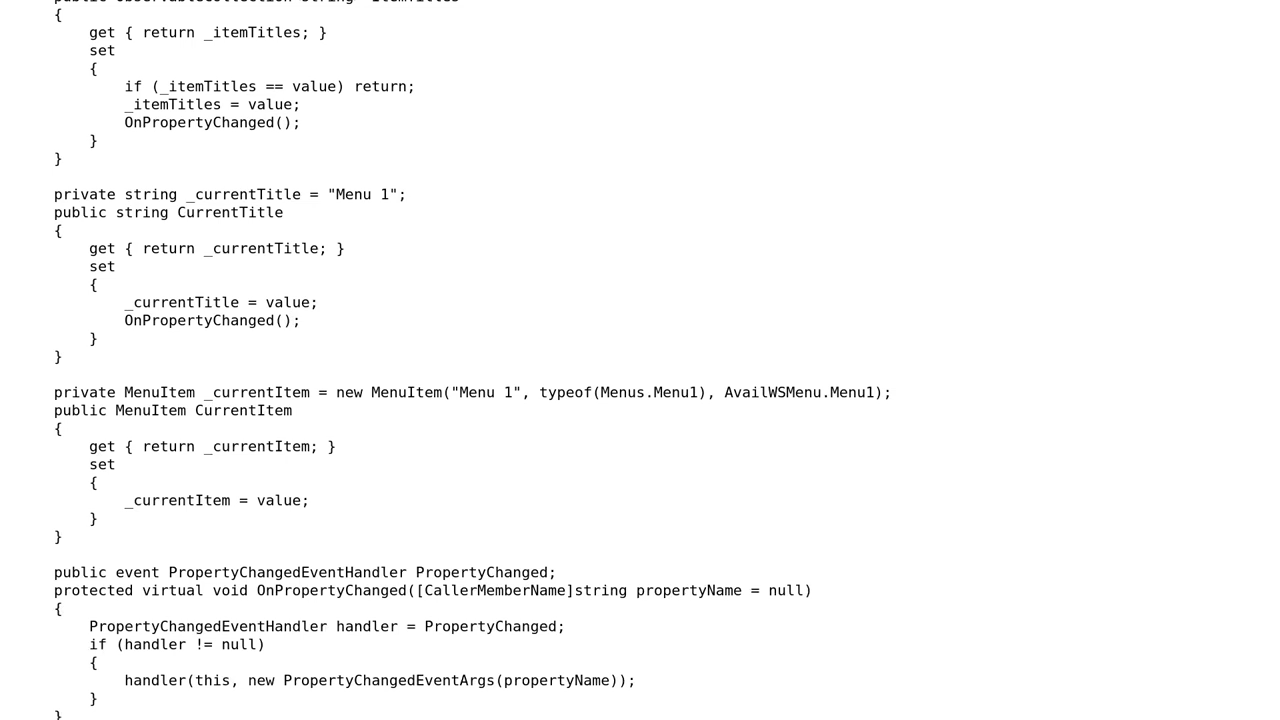 {
    get { return _itemTitles; }
    set
    {
        if (_itemTitles == value) return;
        _itemTitles = value;
        OnPropertyChanged();
    }
}

private string _currentTitle = "Menu 1";
public string CurrentTitle
{
    get { return _currentTitle; }
    set
    {
        _currentTitle = value;
        OnPropertyChanged();
    }
}

private MenuItem _currentItem = new MenuItem("Menu 1", typeof(Menus.Menu1), AvailWSMenu.Menu1);
public MenuItem CurrentItem
{
    get { return _currentItem; }
    set
    {
        _currentItem = value;
    }
}

public event PropertyChangedEventHandler PropertyChanged;
protected virtual void OnPropertyChanged([CallerMemberName]string propertyName = null)
{
    PropertyChangedEventHandler handler = PropertyChanged;
    if (handler != null)
    {
        handler(this, new PropertyChangedEventArgs(propertyName));
    }
}